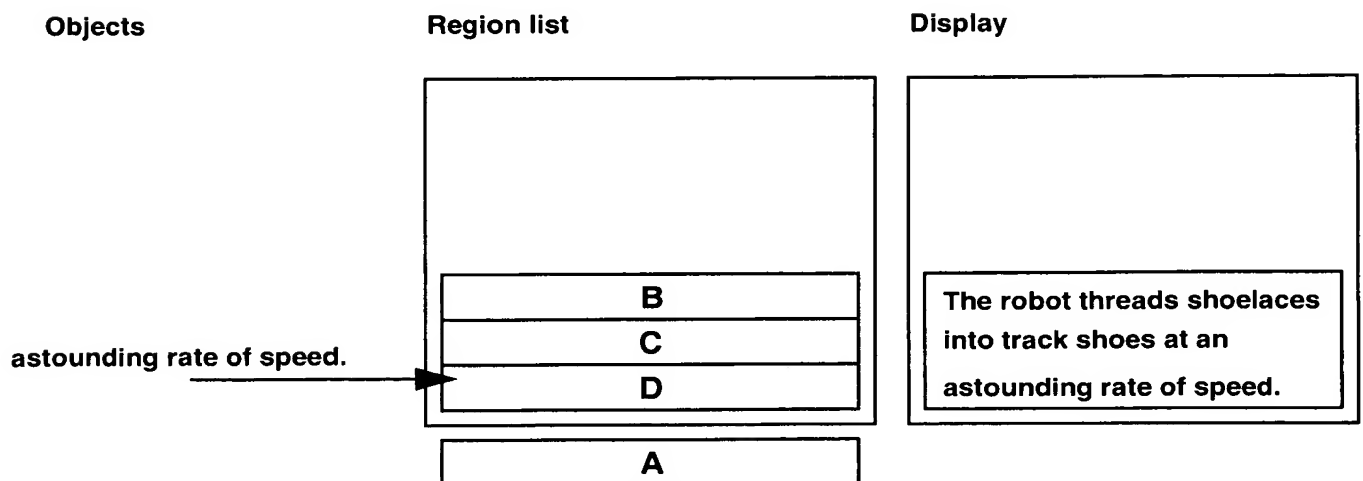 Objects
Region list
Display
B
C
D
A
astounding rate of speed.
The robot threads shoelaces
into track shoes at an
astounding rate of speed.